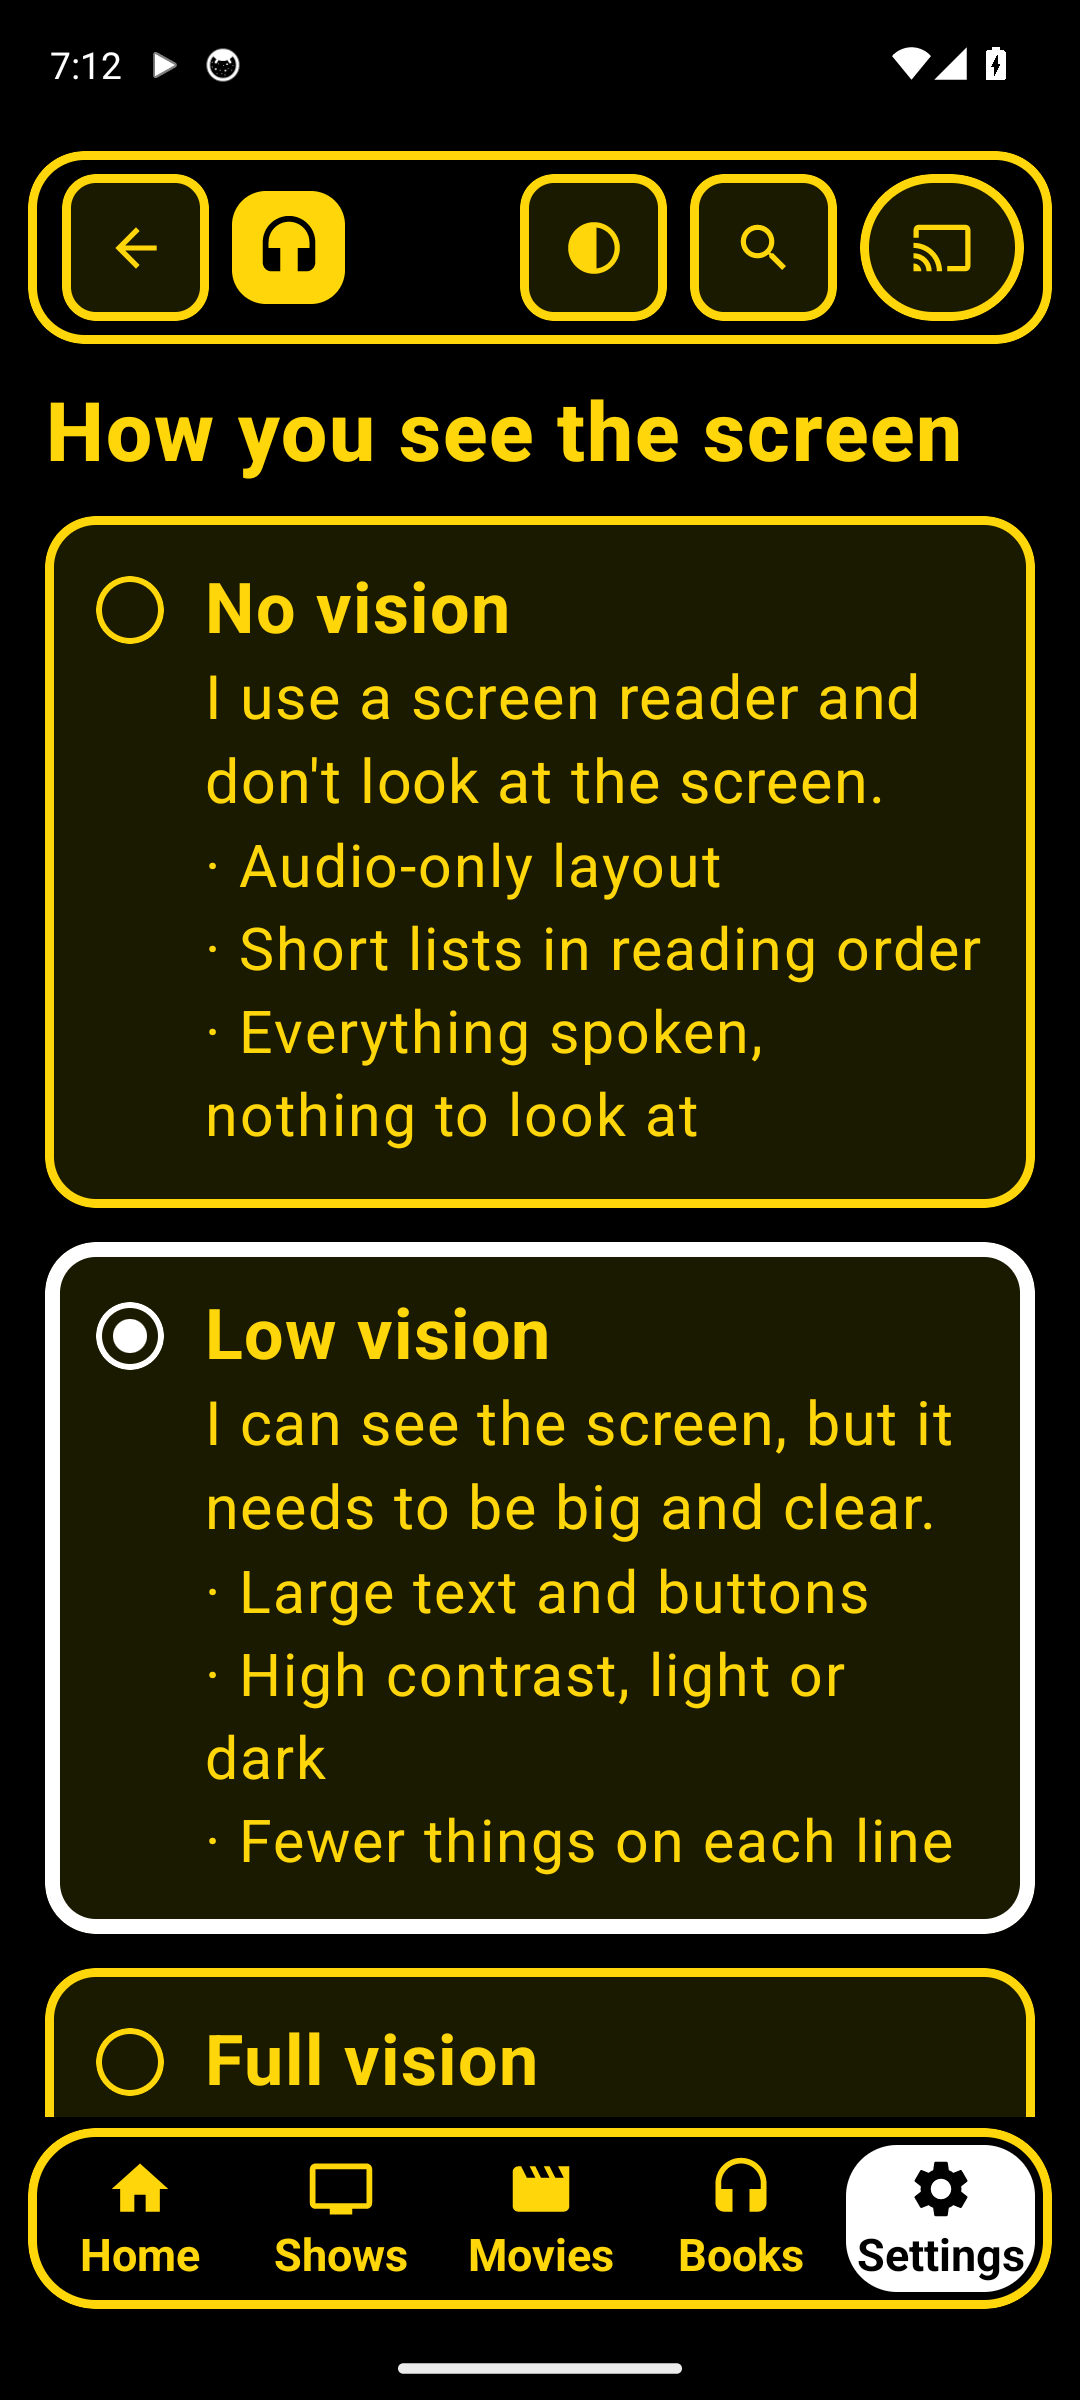 7:12
How you see the screen
No vision
I use a screen reader and
don't look at the screen.
· Audio-only layout
· Short lists in reading order
· Everything spoken,
nothing to look at
Low vision
I can see the screen, but it
needs to be big and clear.
· Large text and buttons
· High contrast, light or
dark
· Fewer things on each line
Full vision
Home Shows Movies Books Settings